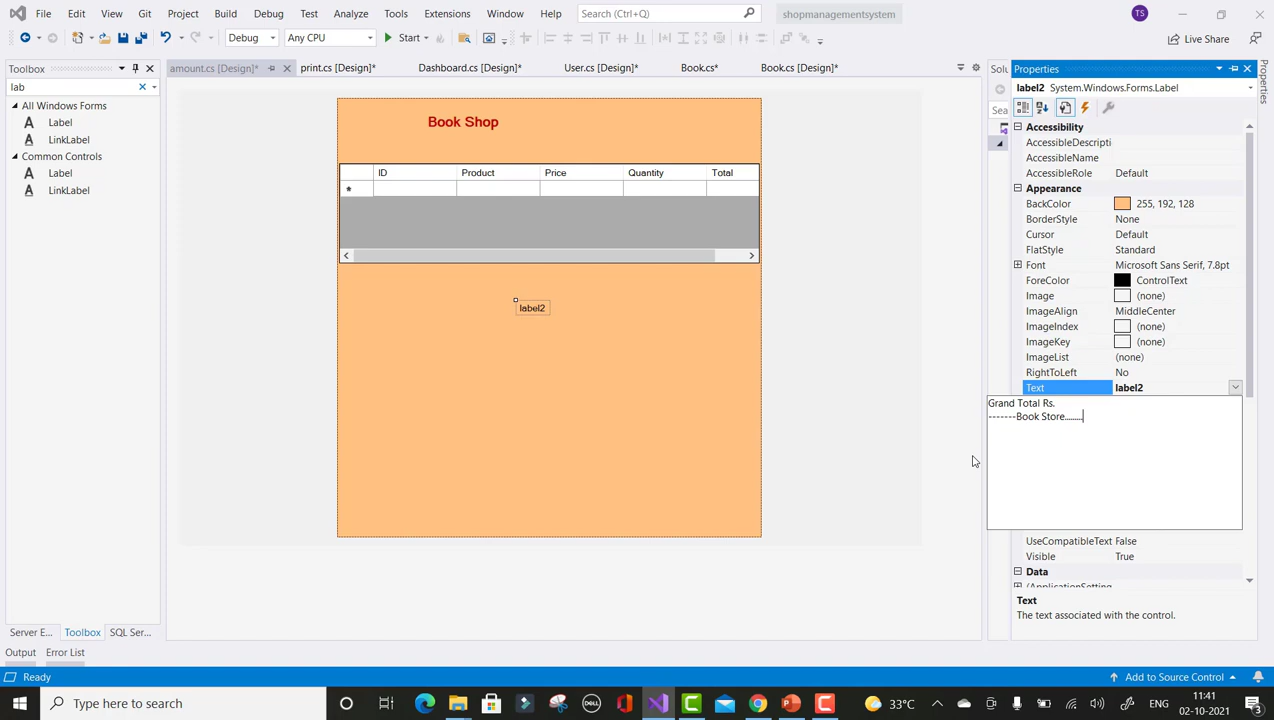 File Edit View Git Project Build Debug Test Analyze Tools Extensions Window Help Search (Ctrl+Q) shopmanagementsystem TS
Debug Any CPU Start Live Share
Toolbox
lab
All Windows Forms
A Label
A LinkLabel
Common Controls
A Label
A LinkLabel
amount.cs [Design]* print.cs [Design]* Dashboard.cs [Design]* User.cs [Design]* Book.cs* Book.cs [Design]*
Book Shop
ID Product Price Quantity Total
*
label2
Solu
Sea
Properties
label2 System.Windows.Forms.Label
Accessibility
AccessibleDescripti
AccessibleName
AccessibleRole Default
Appearance
BackColor 255, 192, 128
BorderStyle None
Cursor Default
FlatStyle Standard
Font Microsoft Sans Serif, 7.8pt
ForeColor ControlText
Image (none)
ImageAlign MiddleCenter
ImageIndex (none)
ImageKey (none)
ImageList (none)
RightToLeft No
Text label2
Grand Total Rs.
-------Book Store........
UseCompatibleText False
Visible True
Data
(ApplicationSetting
Text
The text associated with the control.
Properties
Server E... Toolbox SQL Ser...
Output Error List
Ready Add to Source Control
Type here to search 33°C ENG 11:41
02-10-2021 3